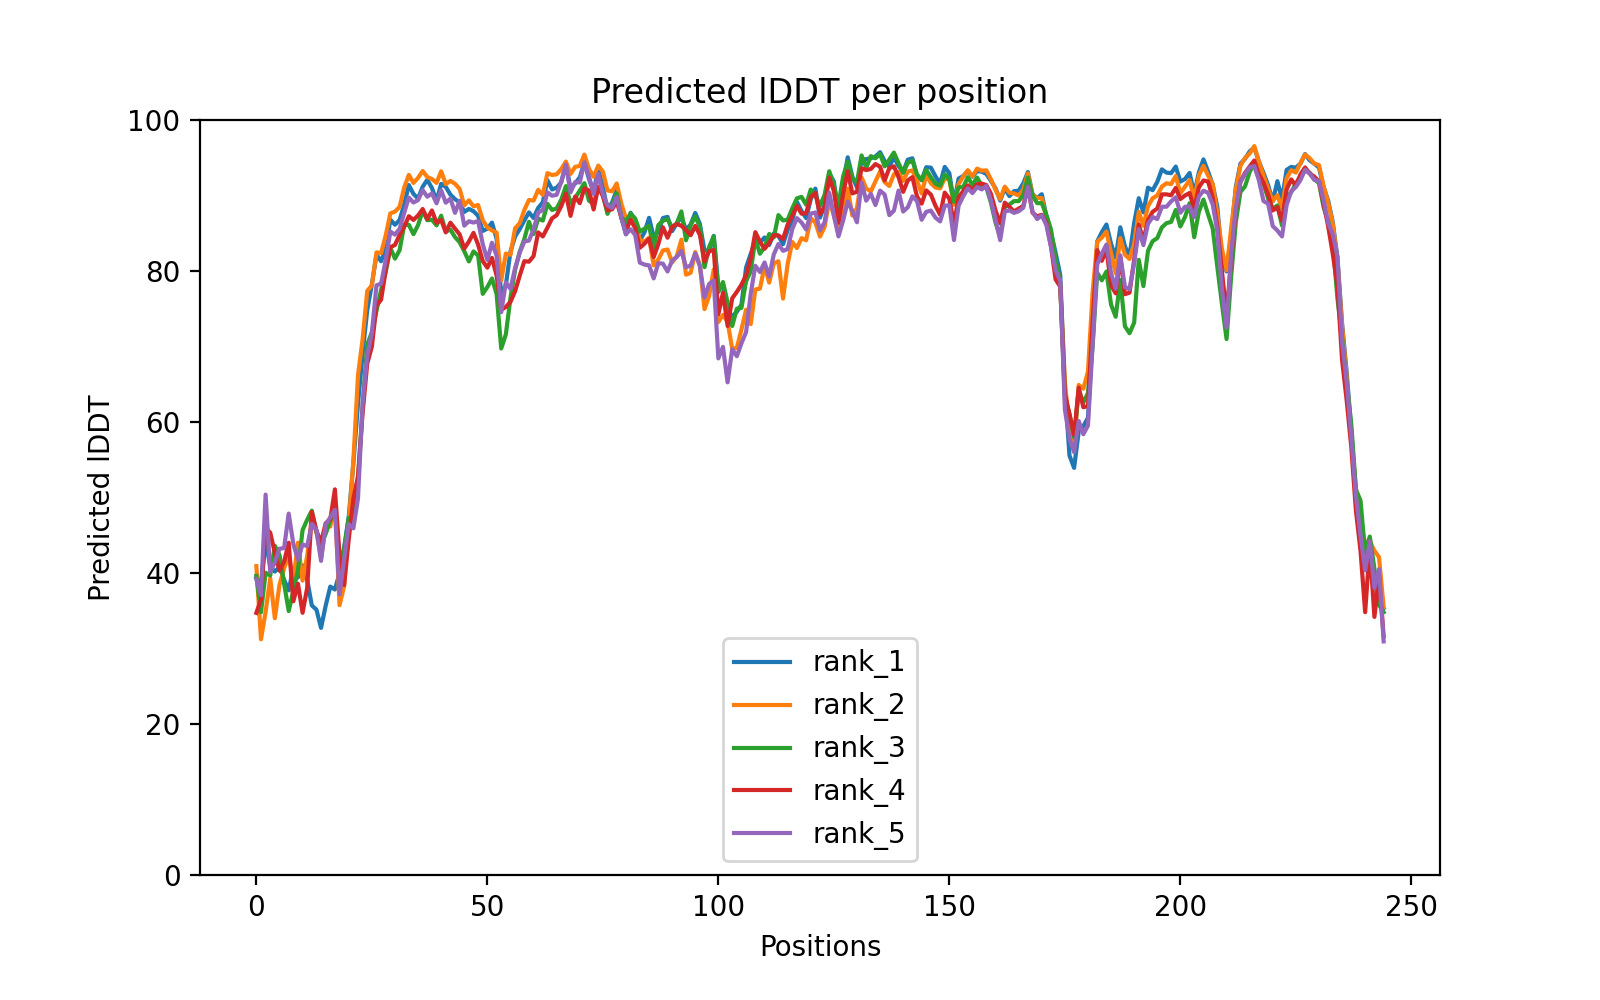 Predicted lDDT per position
100
80
60
40
20
0
Predicted lDDT
rank_1
rank_2
rank_3
rank_4
rank_5
0 50 100 150 200 250
Positions